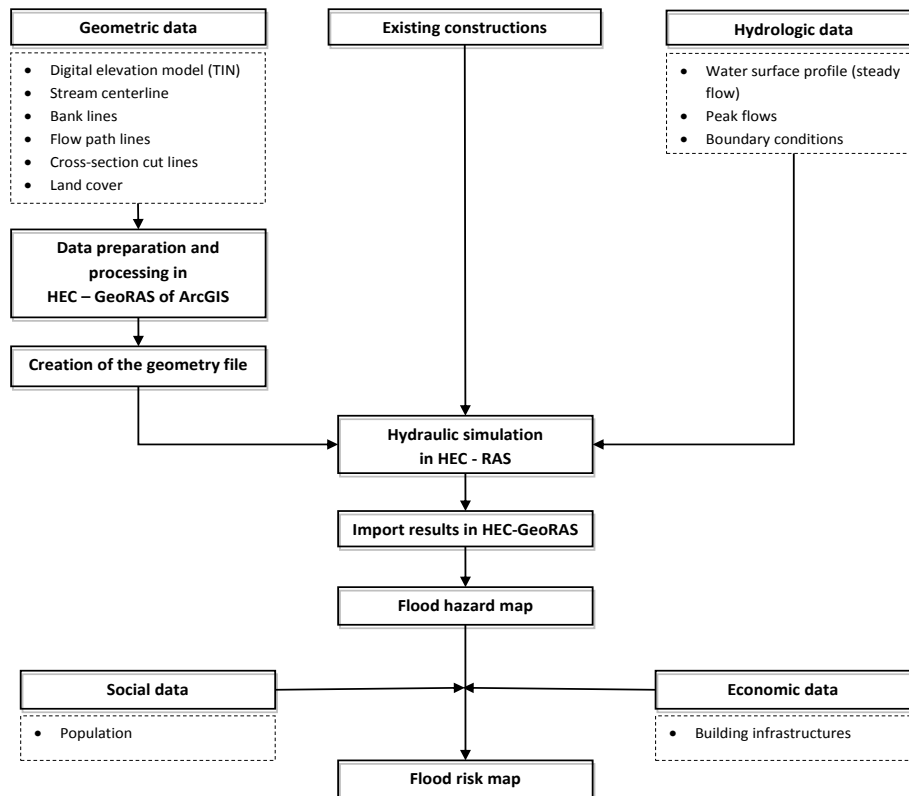 Geometric data
• Digital elevation model (TIN)
• Stream centerline
• Bank lines
• Flow path lines
• Cross-section cut lines
• Land cover
Existing constructions
Hydrologic data
• Water surface profile (steady
flow)
• Peak flows
• Boundary conditions
Data preparation and
processing in
HEC – GeoRAS of ArcGIS
Creation of the geometry file
Hydraulic simulation
in HEC - RAS
Import results in HEC-GeoRAS
Flood hazard map
Social data
• Population
Economic data
• Building infrastructures
Flood risk map